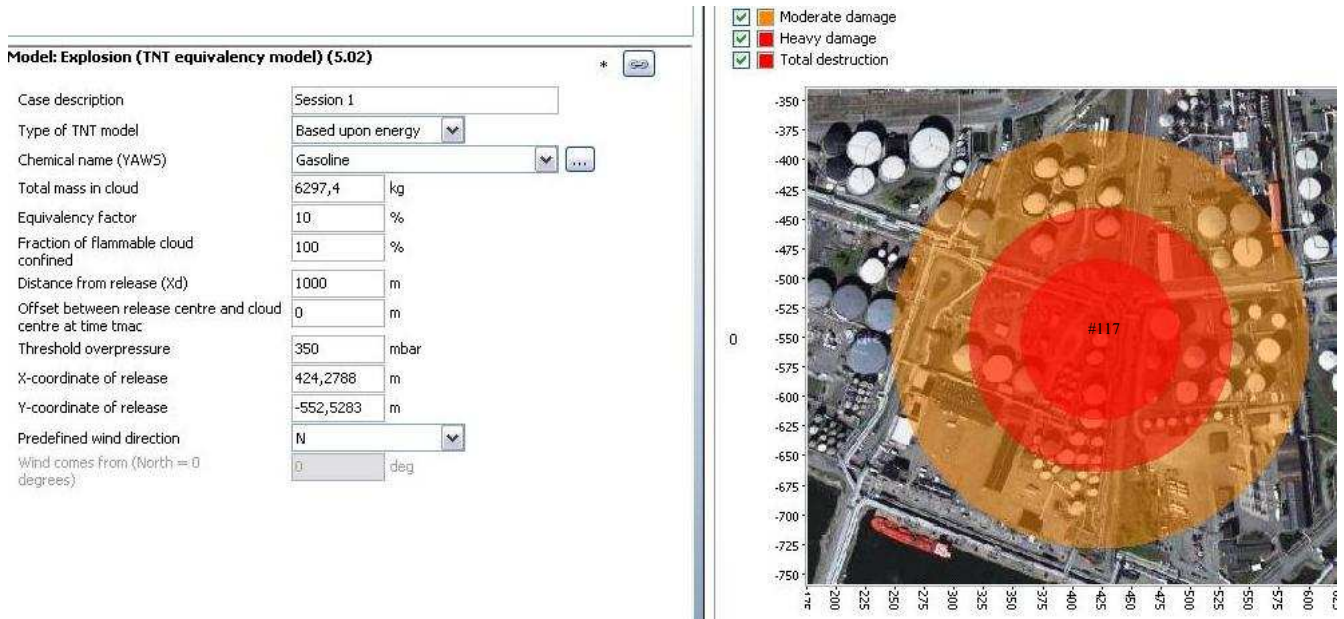 Model: Explosion (TNT equivalency model) (5.02)
*
Case description Session 1
Type of TNT model Based upon energy
Chemical name (YAWS) Gasoline ...
Total mass in cloud 6297,4 kg
Equivalency factor 10 %
Fraction of flammable cloud
confined 100 %
Distance from release (Xd) 1000 m
Offset between release centre and cloud
centre at time tmac 0 m
Threshold overpressure 350 mbar
X-coordinate of release 424,2788 m
Y-coordinate of release -552,5283 m
Predefined wind direction N
Wind comes from (North = 0
degrees) 0 deg
Moderate damage
Heavy damage
Total destruction
-350
-375
-400
-425
-450
-475
-500
-525
0
-550
-575
-600
-625
-650
-675
-700
-725
-750
#117
200 225 250 275 300 325 350 375 400 425 450 475 500 525 550 575 600